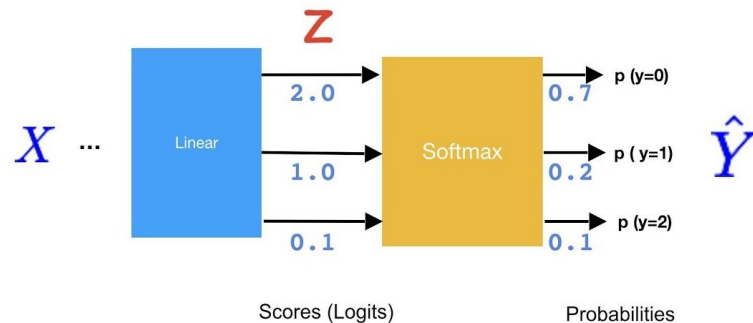 Z
2.0
0.7
p (y=0)
X
...
Linear
1.0
Softmax
0.2
p ( y=1)
Ŷ
0.1
0.1
p (y=2)
Scores (Logits)
Probabilities